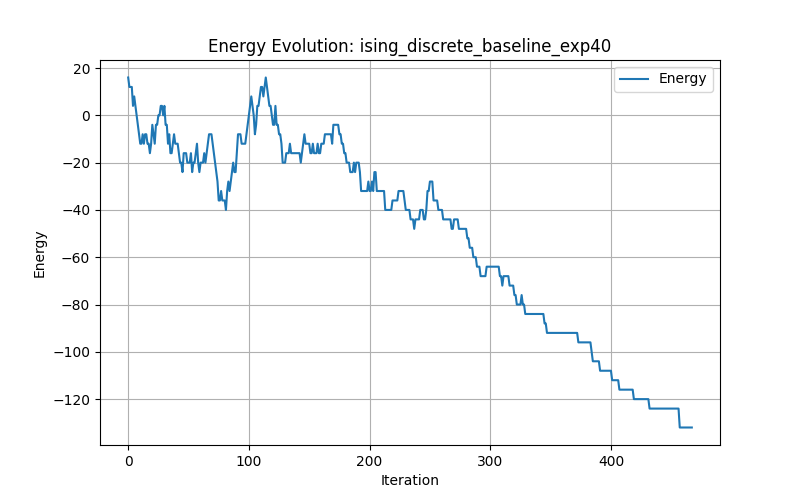 Energy Evolution: ising_discrete_baseline_exp40
Energy
20
0
−20
−40
−60
−80
−100
−120
Energy
0 100 200 300 400
Iteration